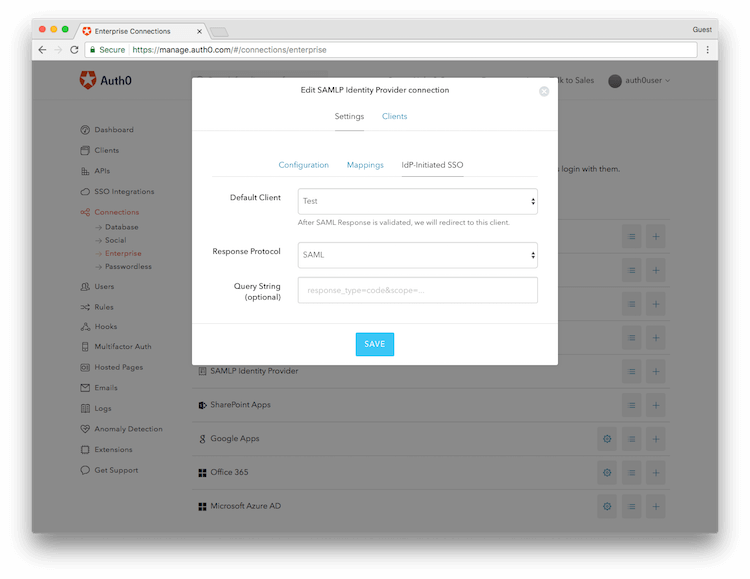 Enterprise Connections
Guest
Secure https://manage.auth0.com/#/connections/enterprise
Auth0
Talk to Sales
auth0user
Edit SAMLP Identity Provider connection
Settings
Clients
Configuration
Mappings
IdP-Initiated SSO
Default Client
Test
After SAML Response is validated, we will redirect to this client.
Response Protocol
SAML
Query String
(optional)
response_type=code&scope=...
SAVE
Dashboard
Clients
APIs
SSO Integrations
Connections
Database
Social
Enterprise
Passwordless
Users
Rules
Hooks
Multifactor Auth
Hosted Pages
Emails
Logs
Anomaly Detection
Extensions
Get Support
login with them.
SAMLP Identity Provider
SharePoint Apps
Google Apps
Office 365
Microsoft Azure AD